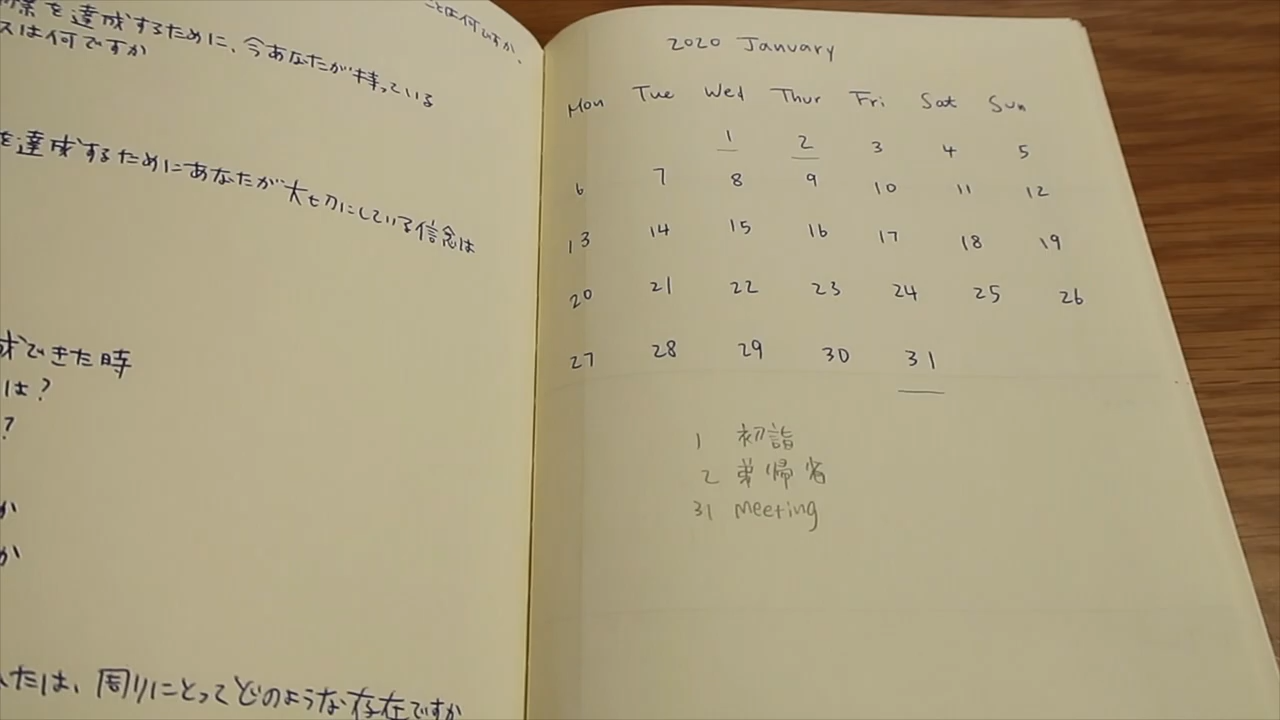 ことは何ですか、
を達成するために、今あなたが持っている
スは何ですか
を達成するためにあなたが大切にしている信念は
できた時
は？
？
か
か
たは、周りにとってどのような存在ですか
2020 January
Mon Tue Wed Thur Fri Sat Sun
1 2 3 4 5
6 7 8 9 10 11 12
13 14 15 16 17 18 19
20 21 22 23 24 25 26
27 28 29 30 31
1 初詣
2 弟帰省
31 Meeting